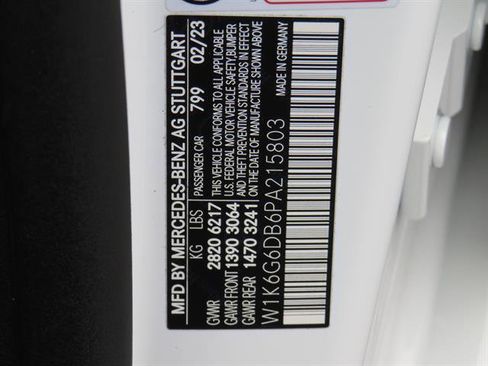 MFD BY MERCEDES-BENZ AG STUTTGART
PASSENGER CAR 799 02/23
KG LBS
GVWR 2820 6217
GAWR FRONT 1390 3064
GAWR REAR 1470 3241
THIS VEHICLE CONFORMS TO ALL APPLICABLE
U.S. FEDERAL MOTOR VEHICLE SAFETY,BUMPER
AND THEFT PREVENTION STANDARDS IN EFFECT
ON THE DATE OF MANUFACTURE SHOWN ABOVE
W1K6G6DB6PA215803
MADE IN GERMANY